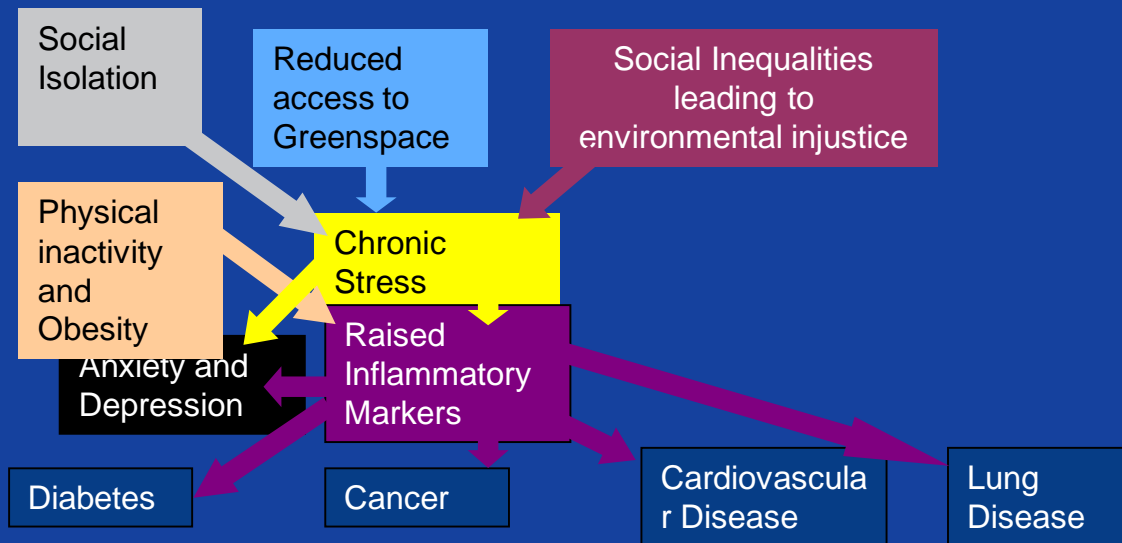 Social
Isolation
Reduced
access to
Greenspace
Social Inequalities
leading to
environmental injustice
Physical
inactivity
and
Obesity
Chronic
Stress
Raised
Inflammatory
Markers
Anxiety and
Depression
Diabetes
Cancer
Cardiovascula
r Disease
Lung
Disease